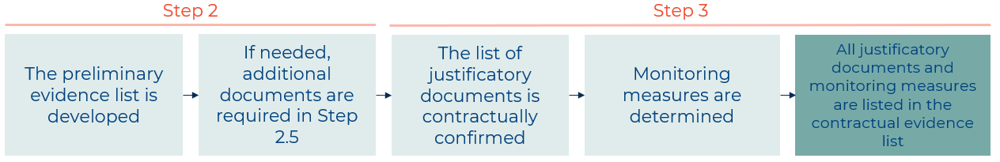 Step 2
Step 3
The preliminary
evidence list is
developed
If needed,
additional
documents are
required in Step
2.5
The list of
justificatory
documents is
contractually
confirmed
Monitoring
measures are
determined
All justificatory
documents and
monitoring measures
are listed in the
contractual evidence
list